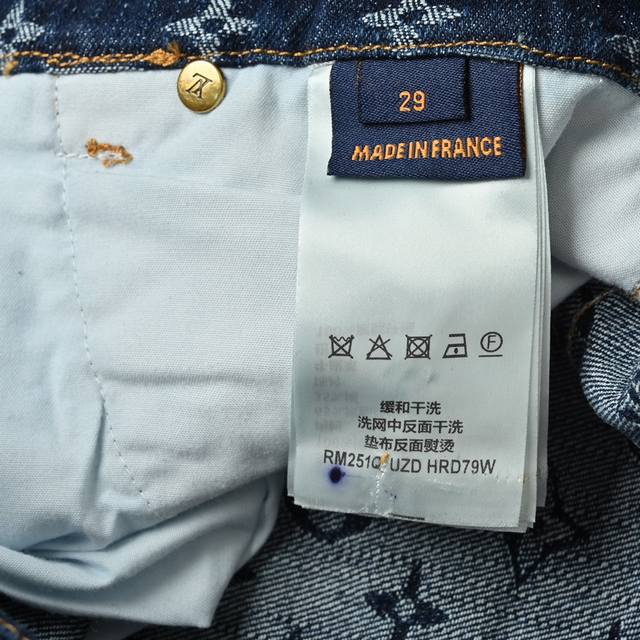 29
MADE IN FRANCE
缓和干洗
洗网中反面干洗
垫布反面熨烫
RM251Q UZD HRD79W